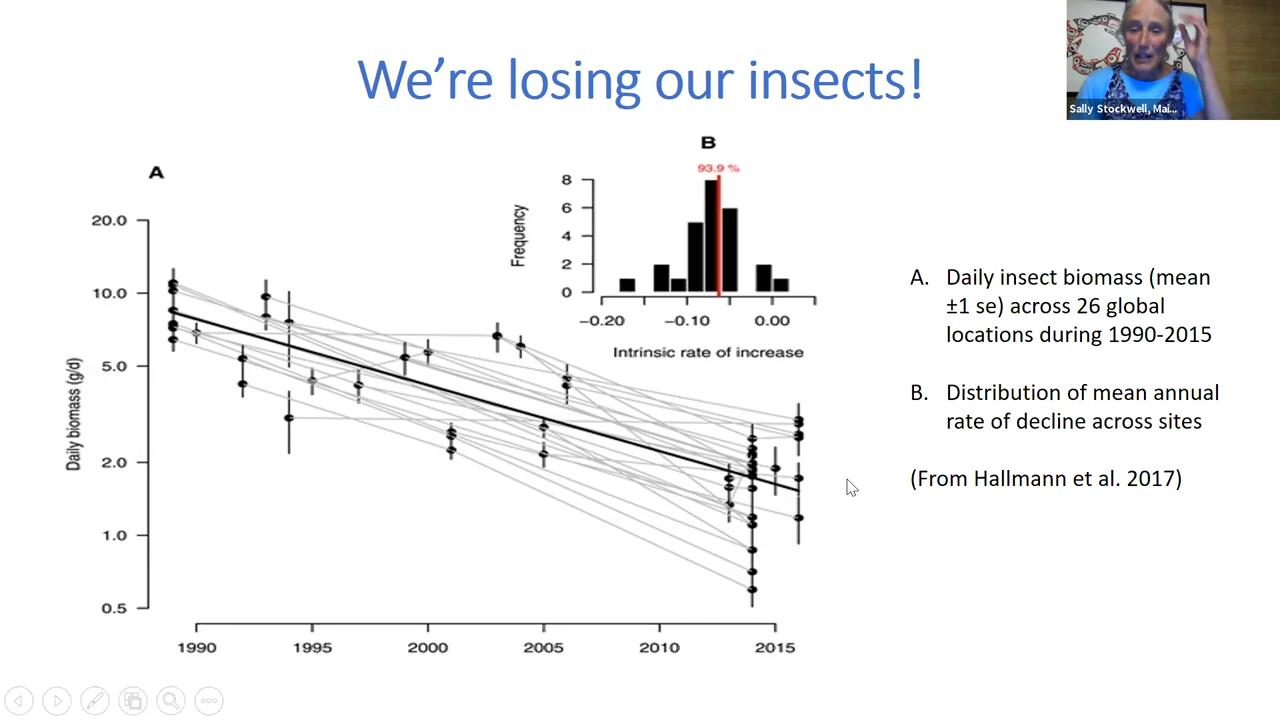 We're losing our insects!
Sally Stockwell, Mai...
A
B
93.9 %
8
6
4
2
0
Frequency
−0.20 −0.10 0.00
Intrinsic rate of increase
20.0
10.0
5.0
2.0
1.0
0.5
Daily biomass (g/d)
1990 1995 2000 2005 2010 2015
A. Daily insect biomass (mean
±1 se) across 26 global
locations during 1990-2015
B. Distribution of mean annual
rate of decline across sites
(From Hallmann et al. 2017)